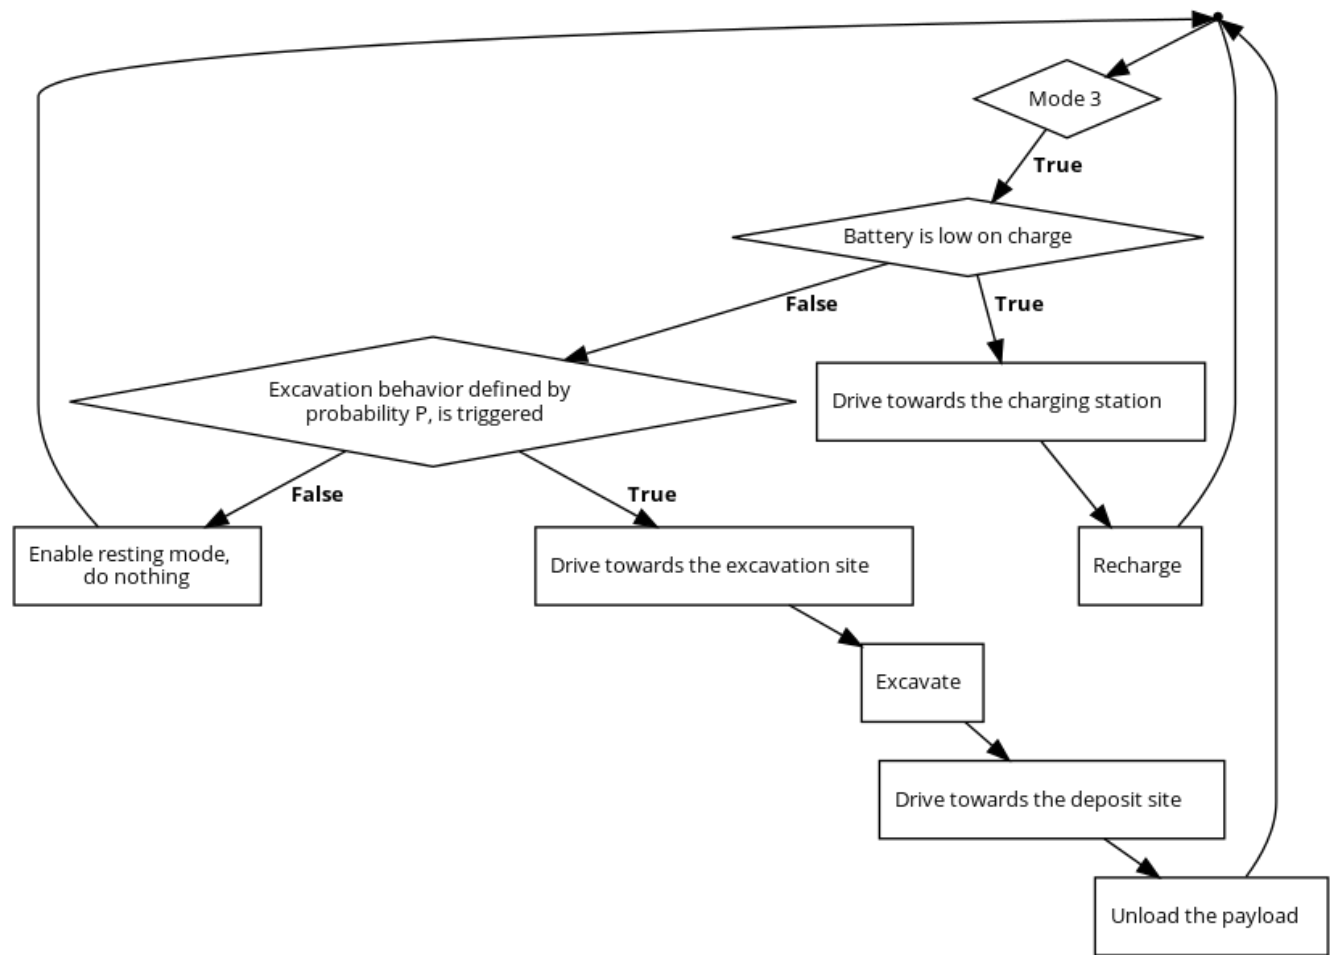 Mode 3
True
Battery is low on charge
False
True
Excavation behavior defined by
probability P, is triggered
Drive towards the charging station
False
True
Enable resting mode,
do nothing
Drive towards the excavation site
Recharge
Excavate
Drive towards the deposit site
Unload the payload